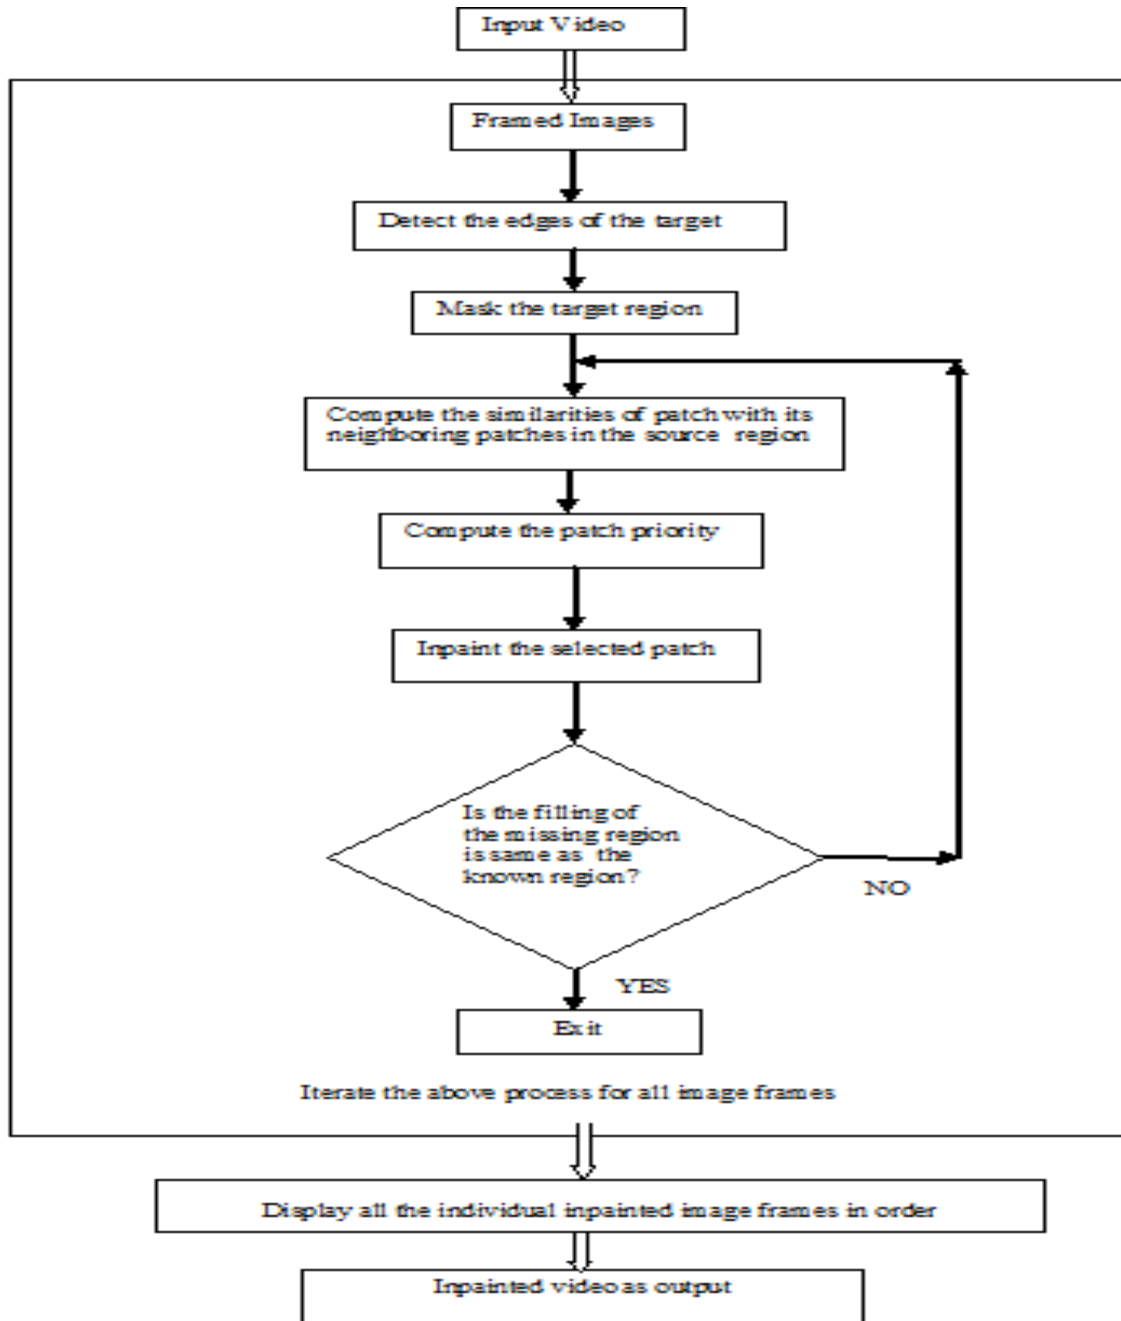 Input Video
Framed Images
Detect the edges of the target
Mask the target region
Compute the similarities of patch with its
neighboring patches in the source region
Compute the patch priority
Inpaint the selected patch
Is the filling of
the missing region
is same as the
known region?
NO
YES
Exit
Iterate the above process for all image frames
Display all the individual inpainted image frames in order
Inpainted video as output